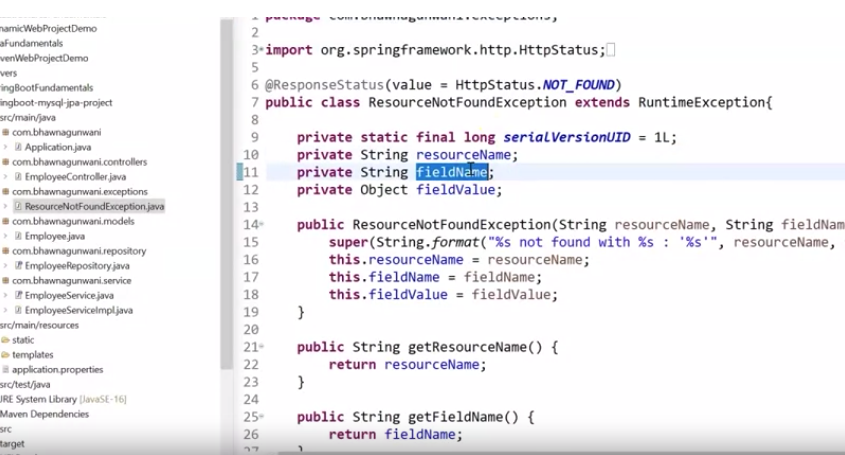 namicWebProjectDemo
aFundamentals
venWebProjectDemo
vers
ringBootFundamentals
ingboot-mysql-jpa-project
src/main/java
com.bhawnagunwani
Application.java
com.bhawnagunwani.controllers
EmployeeController.java
com.bhawnagunwani.exceptions
ResourceNotFoundException.java
com.bhawnagunwani.models
Employee.java
com.bhawnagunwani.repository
EmployeeRepository.java
com.bhawnagunwani.service
EmployeeService.java
EmployeeServiceImpl.java
src/main/resources
static
templates
application.properties
src/test/java
JRE System Library [JavaSE-16]
Maven Dependencies
src
target
1 package com.bhawnagunwani.exceptions;
2
3 import org.springframework.http.HttpStatus;
5
6 @ResponseStatus(value = HttpStatus.NOT_FOUND)
7 public class ResourceNotFoundException extends RuntimeException{
8
9 private static final long serialVersionUID = 1L;
10 private String resourceName;
11 private String fieldName;
12 private Object fieldValue;
13
14 public ResourceNotFoundException(String resourceName, String fieldNam
15 super(String.format("%s not found with %s : '%s'", resourceName,
16 this.resourceName = resourceName;
17 this.fieldName = fieldName;
18 this.fieldValue = fieldValue;
19 }
20
21 public String getResourceName() {
22 return resourceName;
23 }
24
25 public String getFieldName() {
26 return fieldName;
27 }